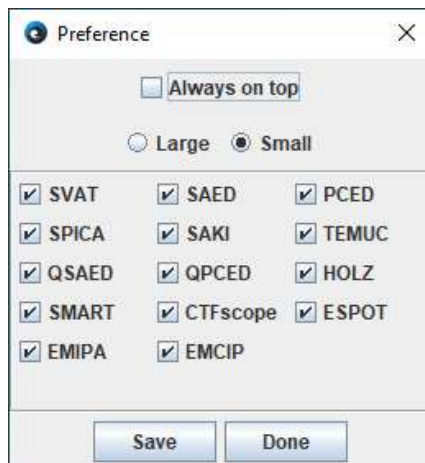 Preference
Always on top
Large Small
SVAT SAED PCED
SPICA SAKI TEMUC
QSAED QPCED HOLZ
SMART CTFscope ESPOT
EMIPA EMCIP
Save Done